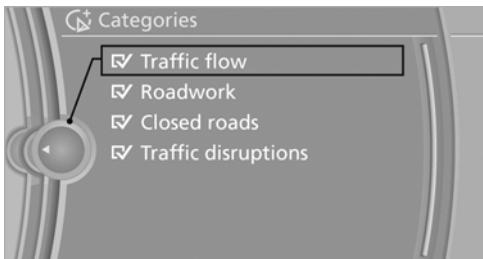 Categories
Traffic flow
Roadwork
Closed roads
Traffic disruptions